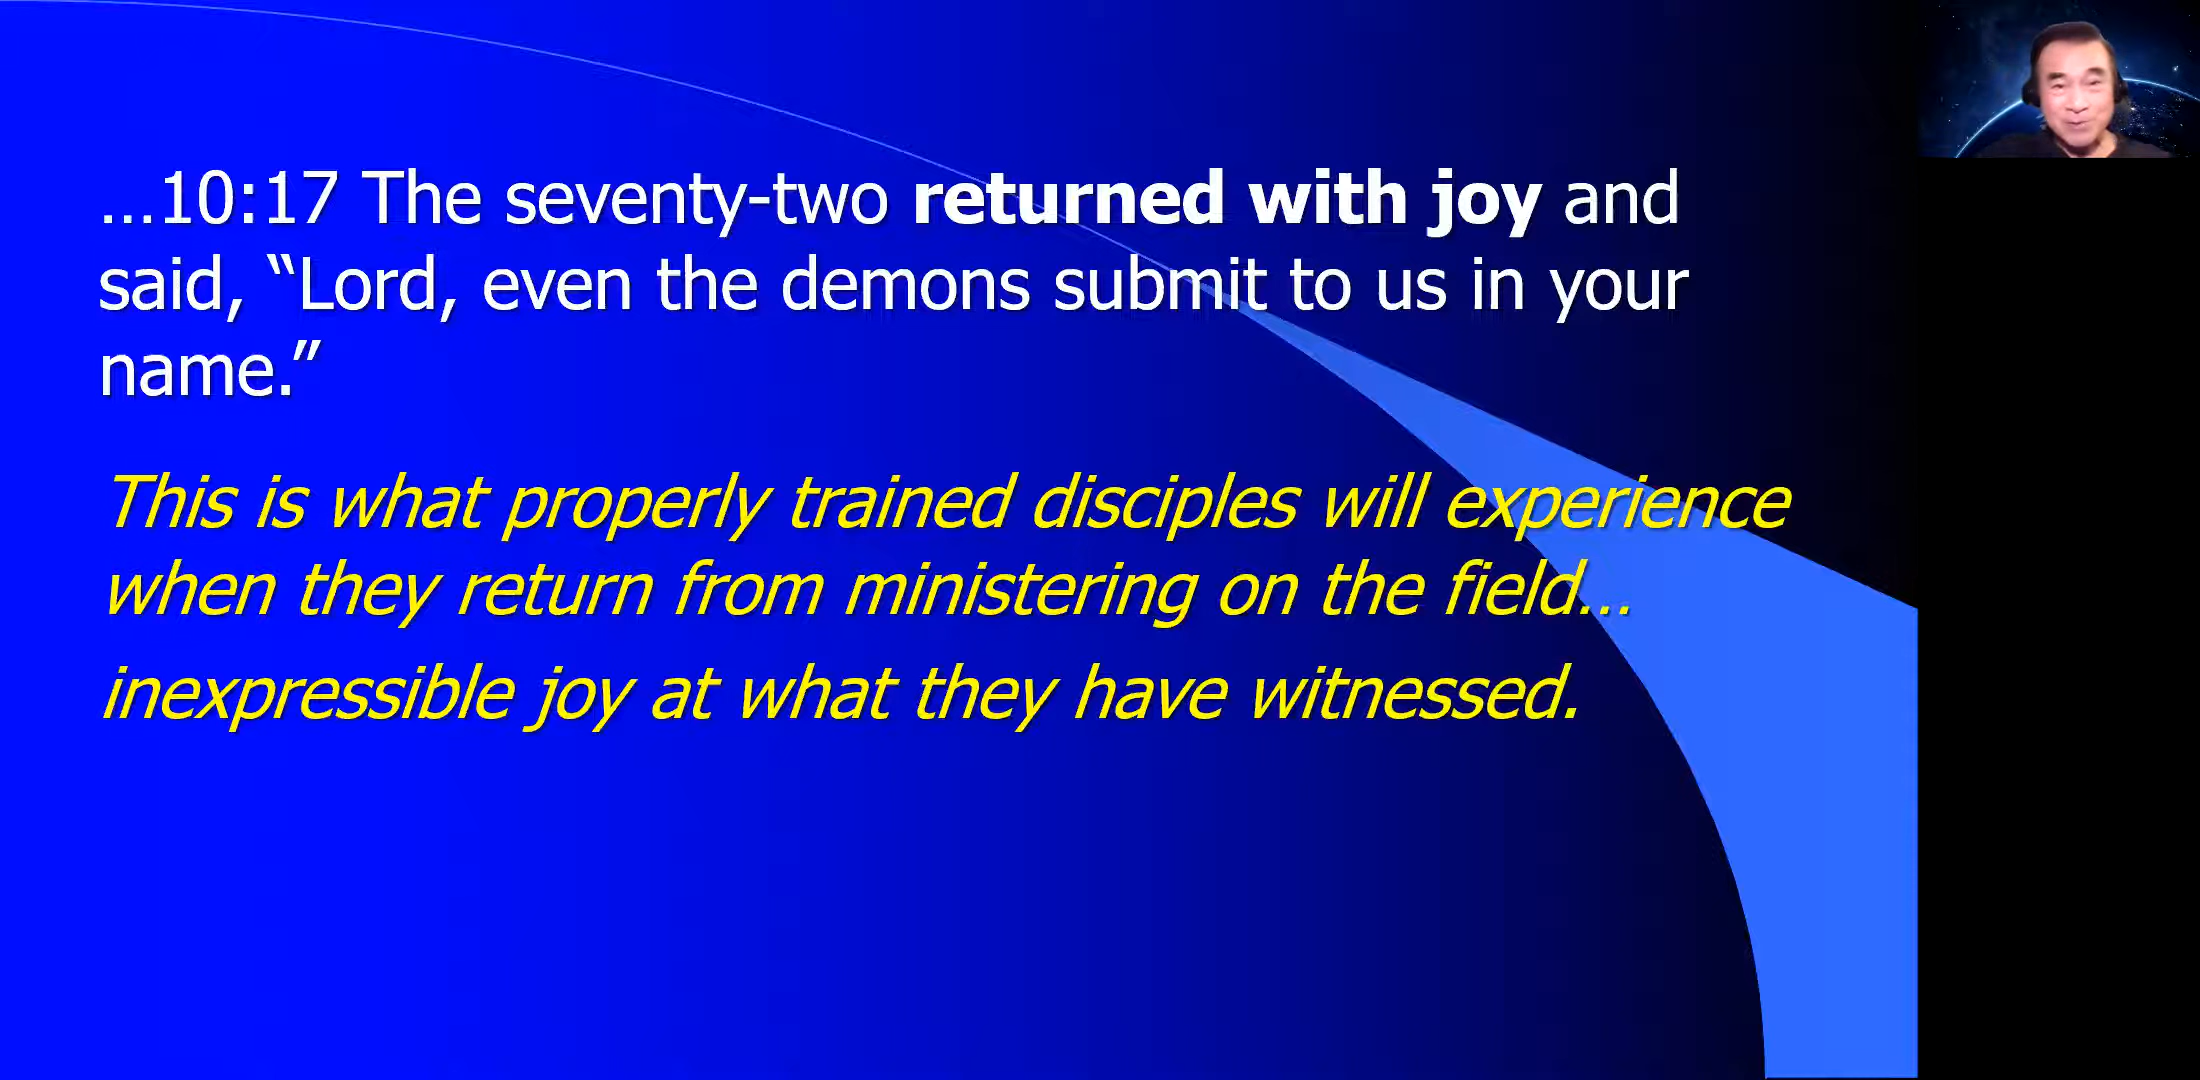 …10:17 The seventy-two returned with joy and
said, “Lord, even the demons submit to us in your
name.”
This is what properly trained disciples will experience
when they return from ministering on the field…
inexpressible joy at what they have witnessed.